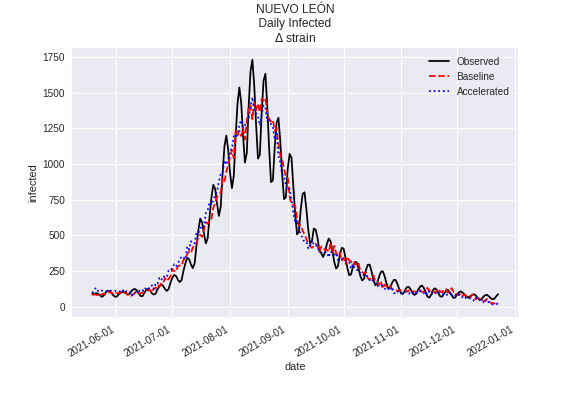 NUEVO LEÓN
Daily Infected
Δ strain
Observed
Baseline
Accelerated
infected
1750
1500
1250
1000
750
500
250
0
2021-06-01
2021-07-01
2021-08-01
2021-09-01
2021-10-01
2021-11-01
2021-12-01
2022-01-01
date